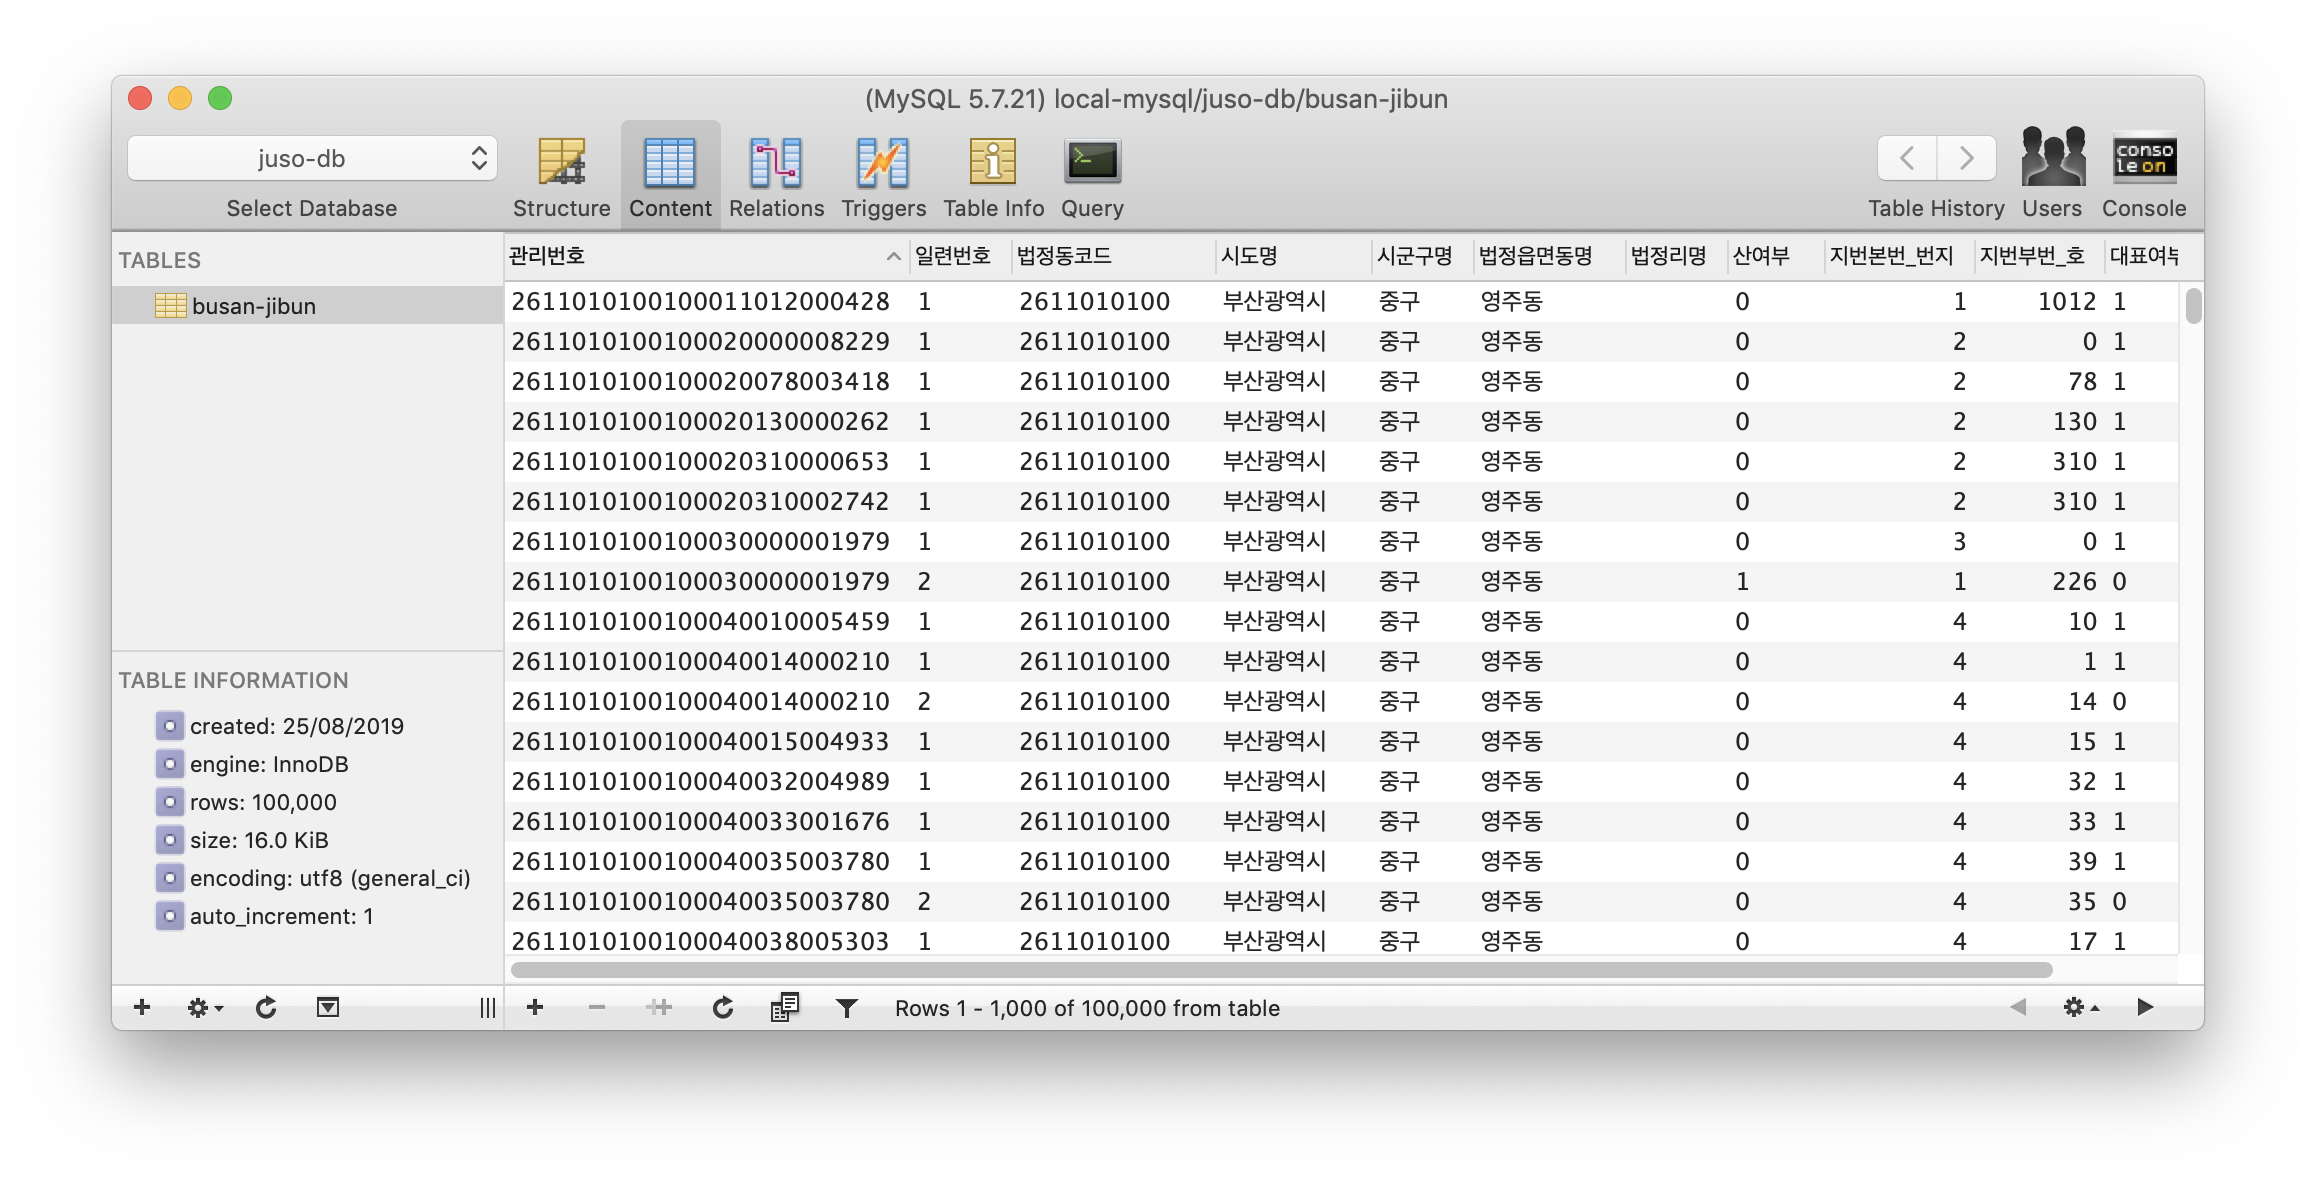 (MySQL 5.7.21) local-mysql/juso-db/busan-jibun
juso-db
Select Database
Structure Content Relations Triggers Table Info Query
Table History Users Console
conso
le on
TABLES
busan-jibun
관리번호 일련번호 법정동코드 시도명 시군구명 법정읍면동명 법정리명 산여부 지번본번_번지 지번부번_호 대표여부
2611010100100011012000428 1 2611010100 부산광역시 중구 영주동 0 1 1012 1
2611010100100020000008229 1 2611010100 부산광역시 중구 영주동 0 2 0 1
2611010100100020078003418 1 2611010100 부산광역시 중구 영주동 0 2 78 1
2611010100100020130000262 1 2611010100 부산광역시 중구 영주동 0 2 130 1
2611010100100020310000653 1 2611010100 부산광역시 중구 영주동 0 2 310 1
2611010100100020310002742 1 2611010100 부산광역시 중구 영주동 0 2 310 1
2611010100100030000001979 1 2611010100 부산광역시 중구 영주동 0 3 0 1
2611010100100030000001979 2 2611010100 부산광역시 중구 영주동 1 1 226 0
2611010100100040010005459 1 2611010100 부산광역시 중구 영주동 0 4 10 1
2611010100100040014000210 1 2611010100 부산광역시 중구 영주동 0 4 1 1
2611010100100040014000210 2 2611010100 부산광역시 중구 영주동 0 4 14 0
2611010100100040015004933 1 2611010100 부산광역시 중구 영주동 0 4 15 1
2611010100100040032004989 1 2611010100 부산광역시 중구 영주동 0 4 32 1
2611010100100040033001676 1 2611010100 부산광역시 중구 영주동 0 4 33 1
2611010100100040035003780 1 2611010100 부산광역시 중구 영주동 0 4 39 1
2611010100100040035003780 2 2611010100 부산광역시 중구 영주동 0 4 35 0
2611010100100040038005303 1 2611010100 부산광역시 중구 영주동 0 4 17 1
TABLE INFORMATION
created: 25/08/2019
engine: InnoDB
rows: 100,000
size: 16.0 KiB
encoding: utf8 (general_ci)
auto_increment: 1
Rows 1 - 1,000 of 100,000 from table